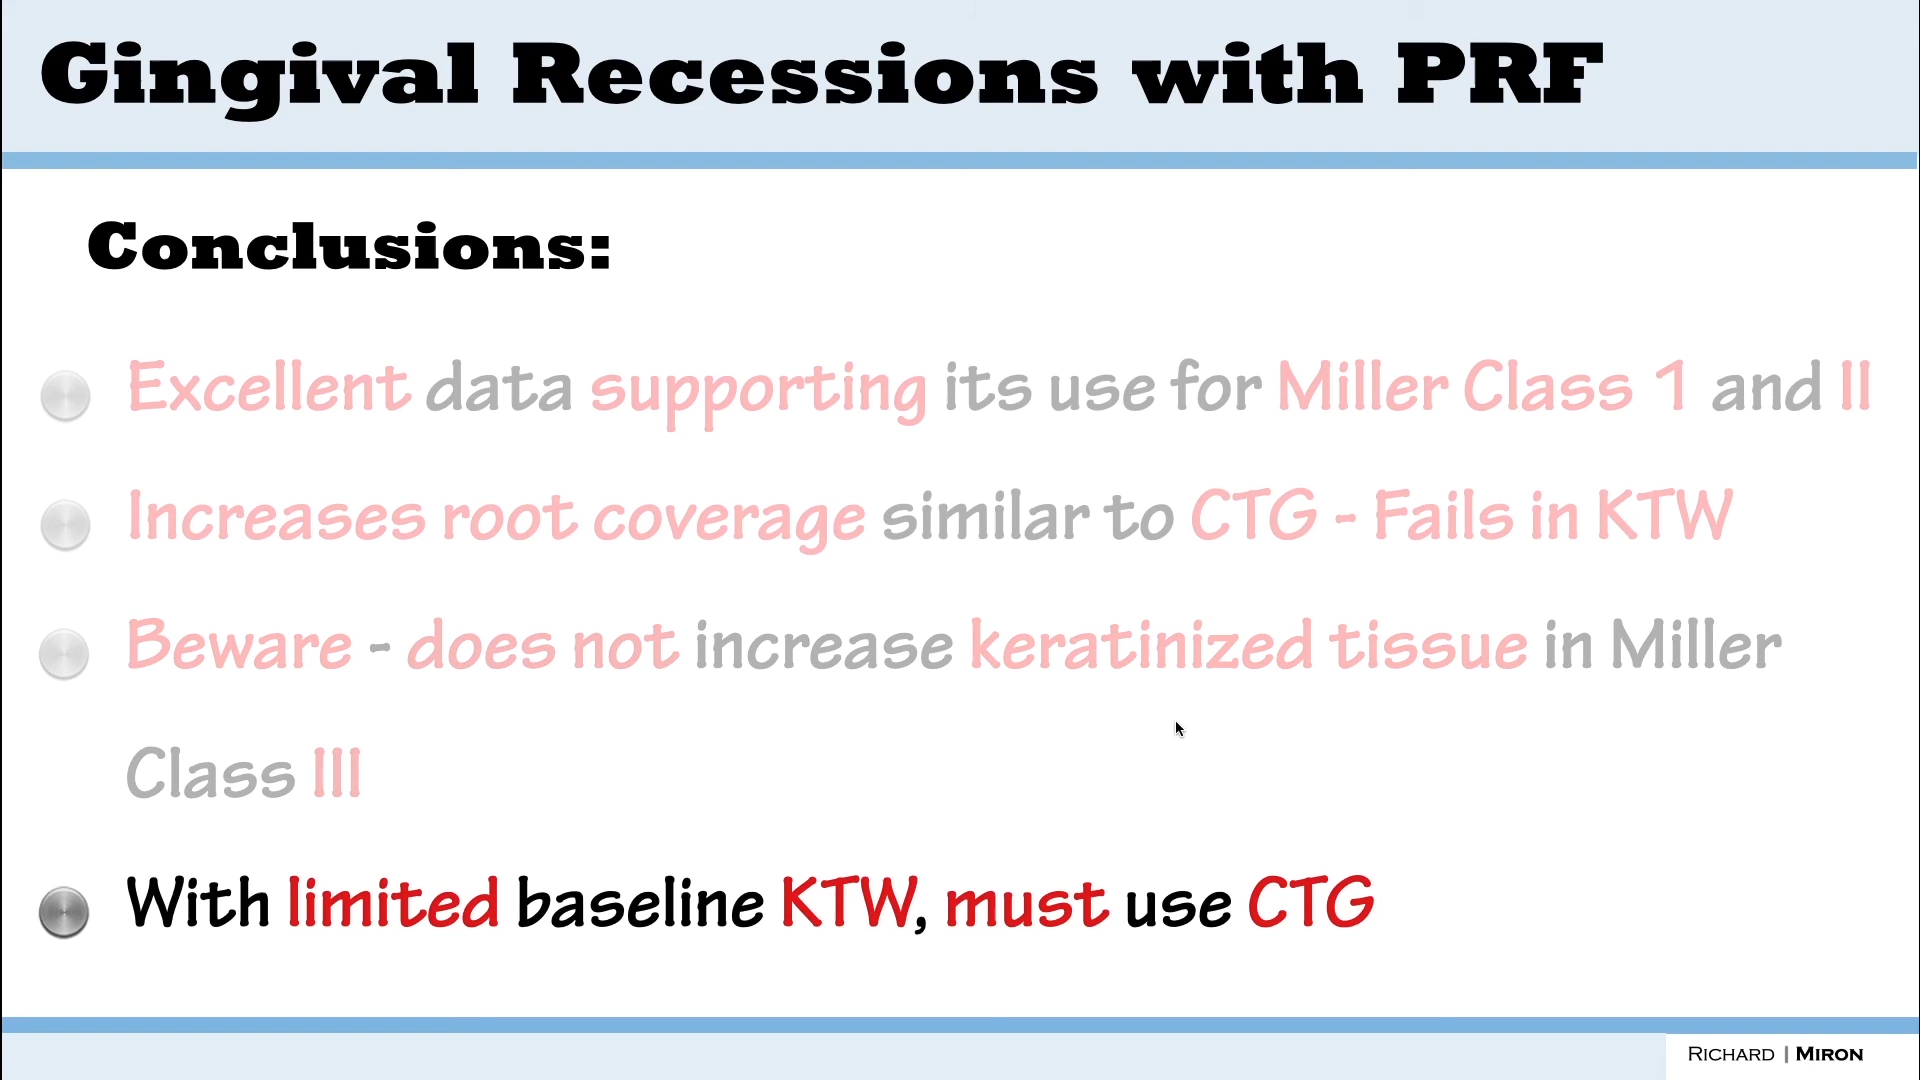 Gingival Recessions with PRF
Conclusions:
Excellent data supporting its use for Miller Class 1 and II
Increases root coverage similar to CTG - Fails in KTW
Beware - does not increase keratinized tissue in Miller
Class III
With limited baseline KTW, must use CTG
RICHARD | MIRON